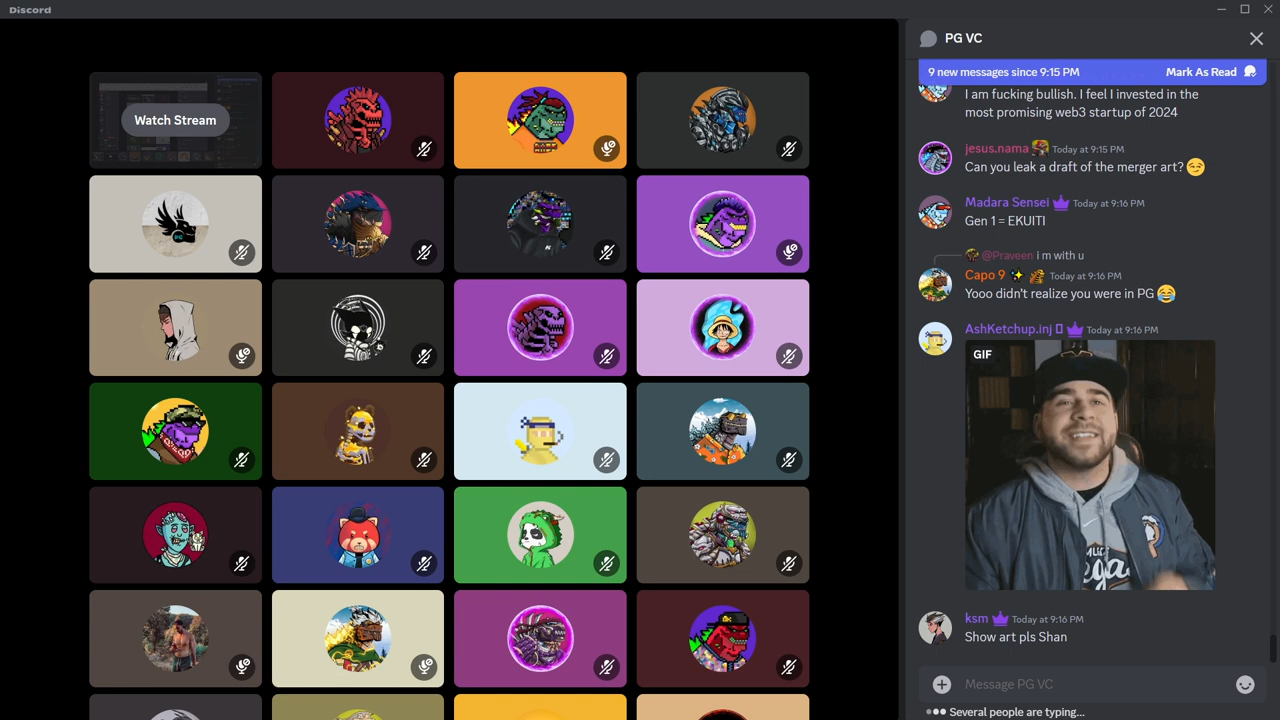 Discord
PG VC
9 new messages since 9:15 PM
Mark As Read
I am fucking bullish. I feel I invested in the
most promising web3 startup of 2024
Watch Stream
jesus.nama Today at 9:15 PM
Can you leak a draft of the merger art? 😏
Madara Sensei Today at 9:16 PM
Gen 1 = EKUITI
@Praveen i m with u
Capo 9 ✨ 🐅 Today at 9:16 PM
Yooo didn't realize you were in PG 😂
AshKetchup.inj Today at 9:16 PM
GIF
ksm Today at 9:16 PM
Show art pls Shan
Message PG VC
Several people are typing...